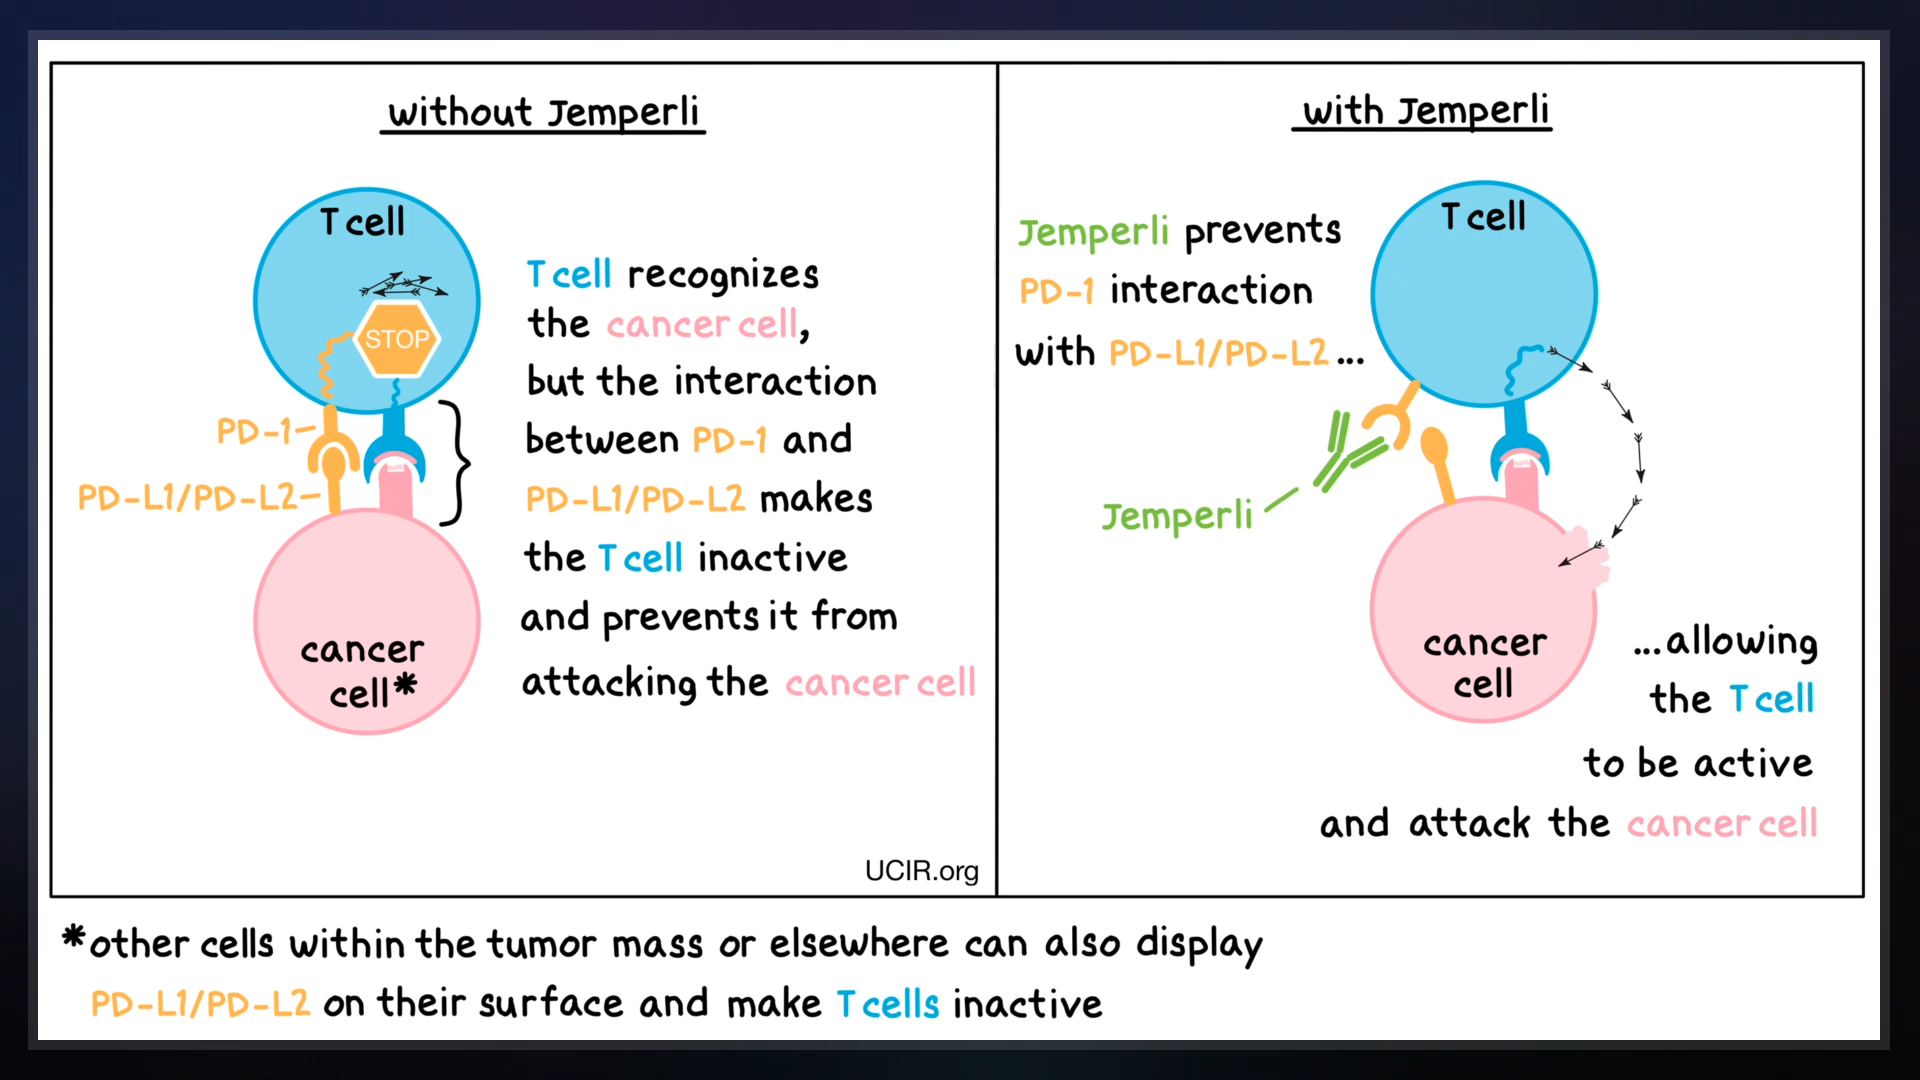 without Jemperli
T cell
STOP
PD-1
PD-L1/PD-L2
cancer
cell*
T cell recognizes
the cancer cell,
but the interaction
between PD-1 and
PD-L1/PD-L2 makes
the T cell inactive
and prevents it from
attacking the cancer cell
UCIR.org
with Jemperli
Jemperli prevents
PD-1 interaction
with PD-L1/PD-L2...
T cell
Jemperli
cancer
cell
...allowing
the T cell
to be active
and attack the cancer cell
*other cells within the tumor mass or elsewhere can also display
PD-L1/PD-L2 on their surface and make T cells inactive